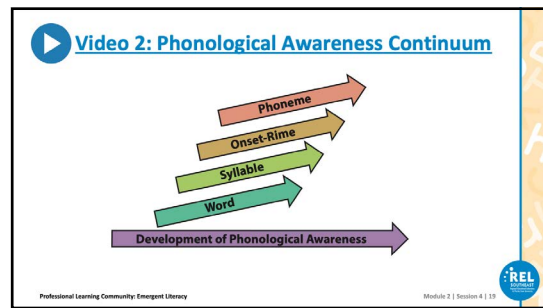 Video 2: Phonological Awareness Continuum
Phoneme
Onset-Rime
Syllable
Word
Development of Phonological Awareness
Professional Learning Community: Emergent Literacy
Module 2 | Session 4 | 19
REL
SOUTHEAST